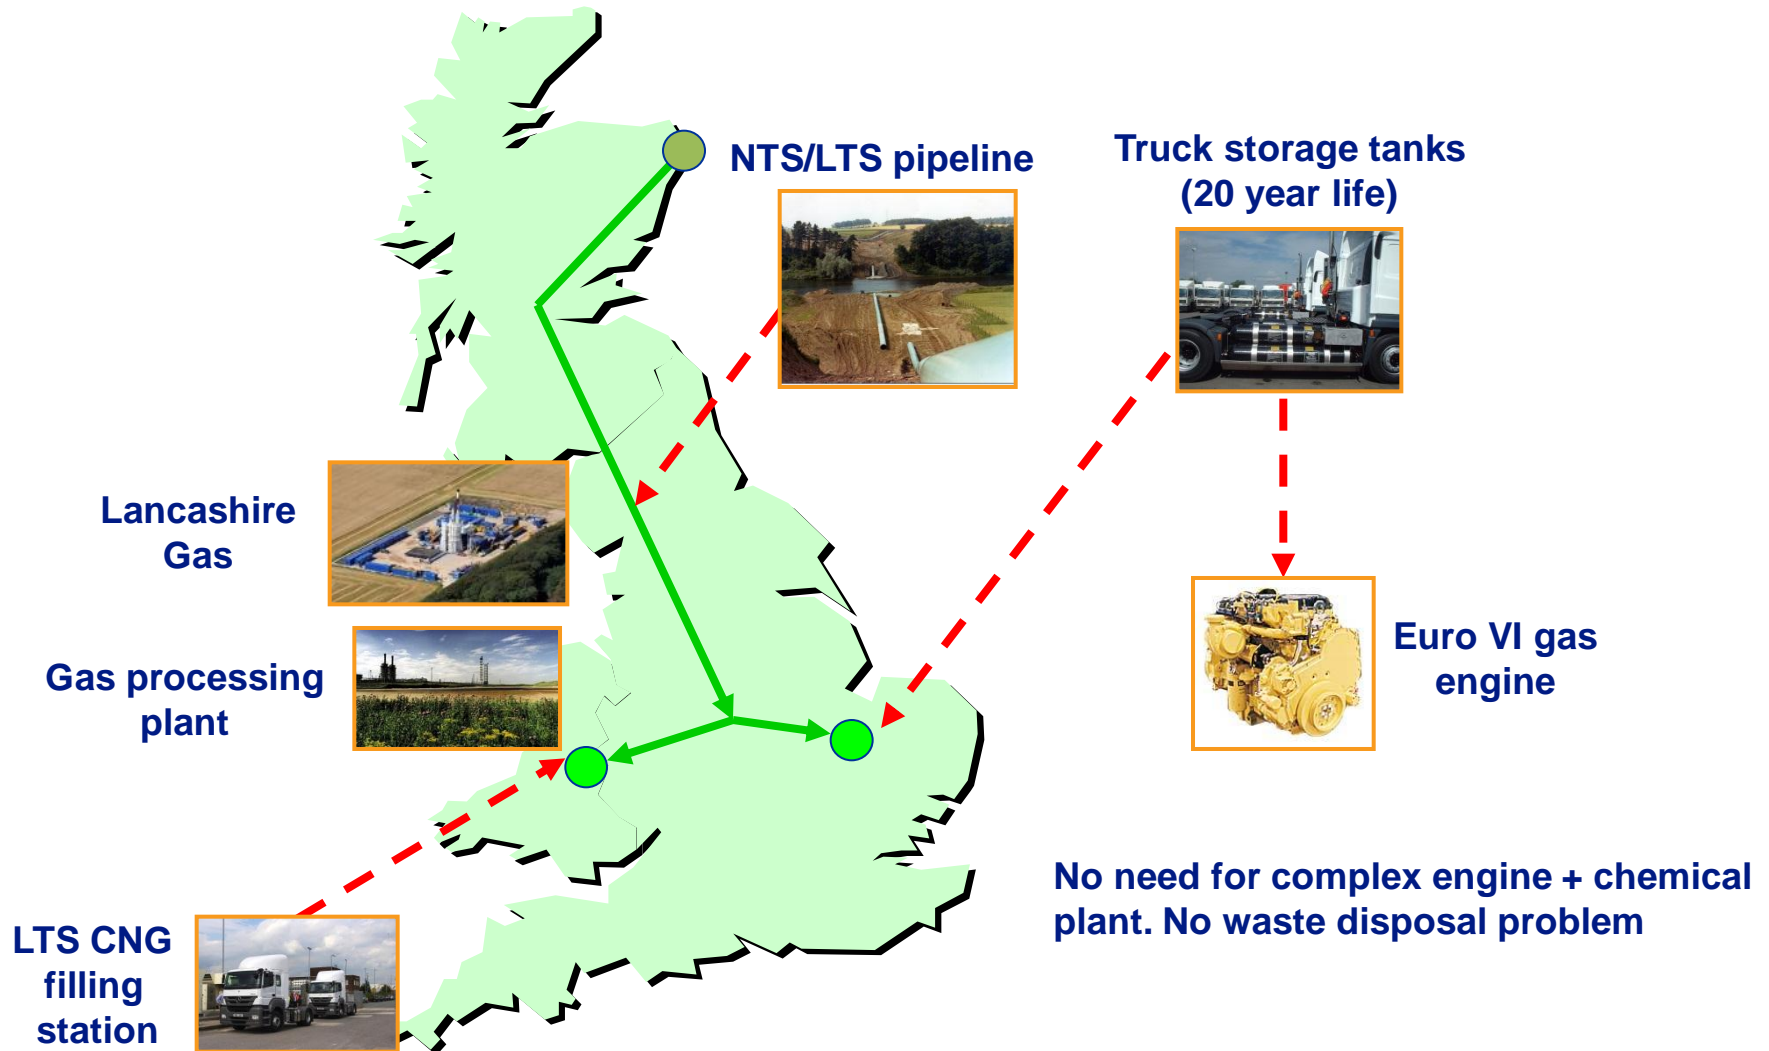 NTS/LTS pipeline
Truck storage tanks
(20 year life)
Lancashire
Gas
Gas processing
plant
Euro VI gas
engine
No need for complex engine + chemical
plant. No waste disposal problem
LTS CNG
filling
station